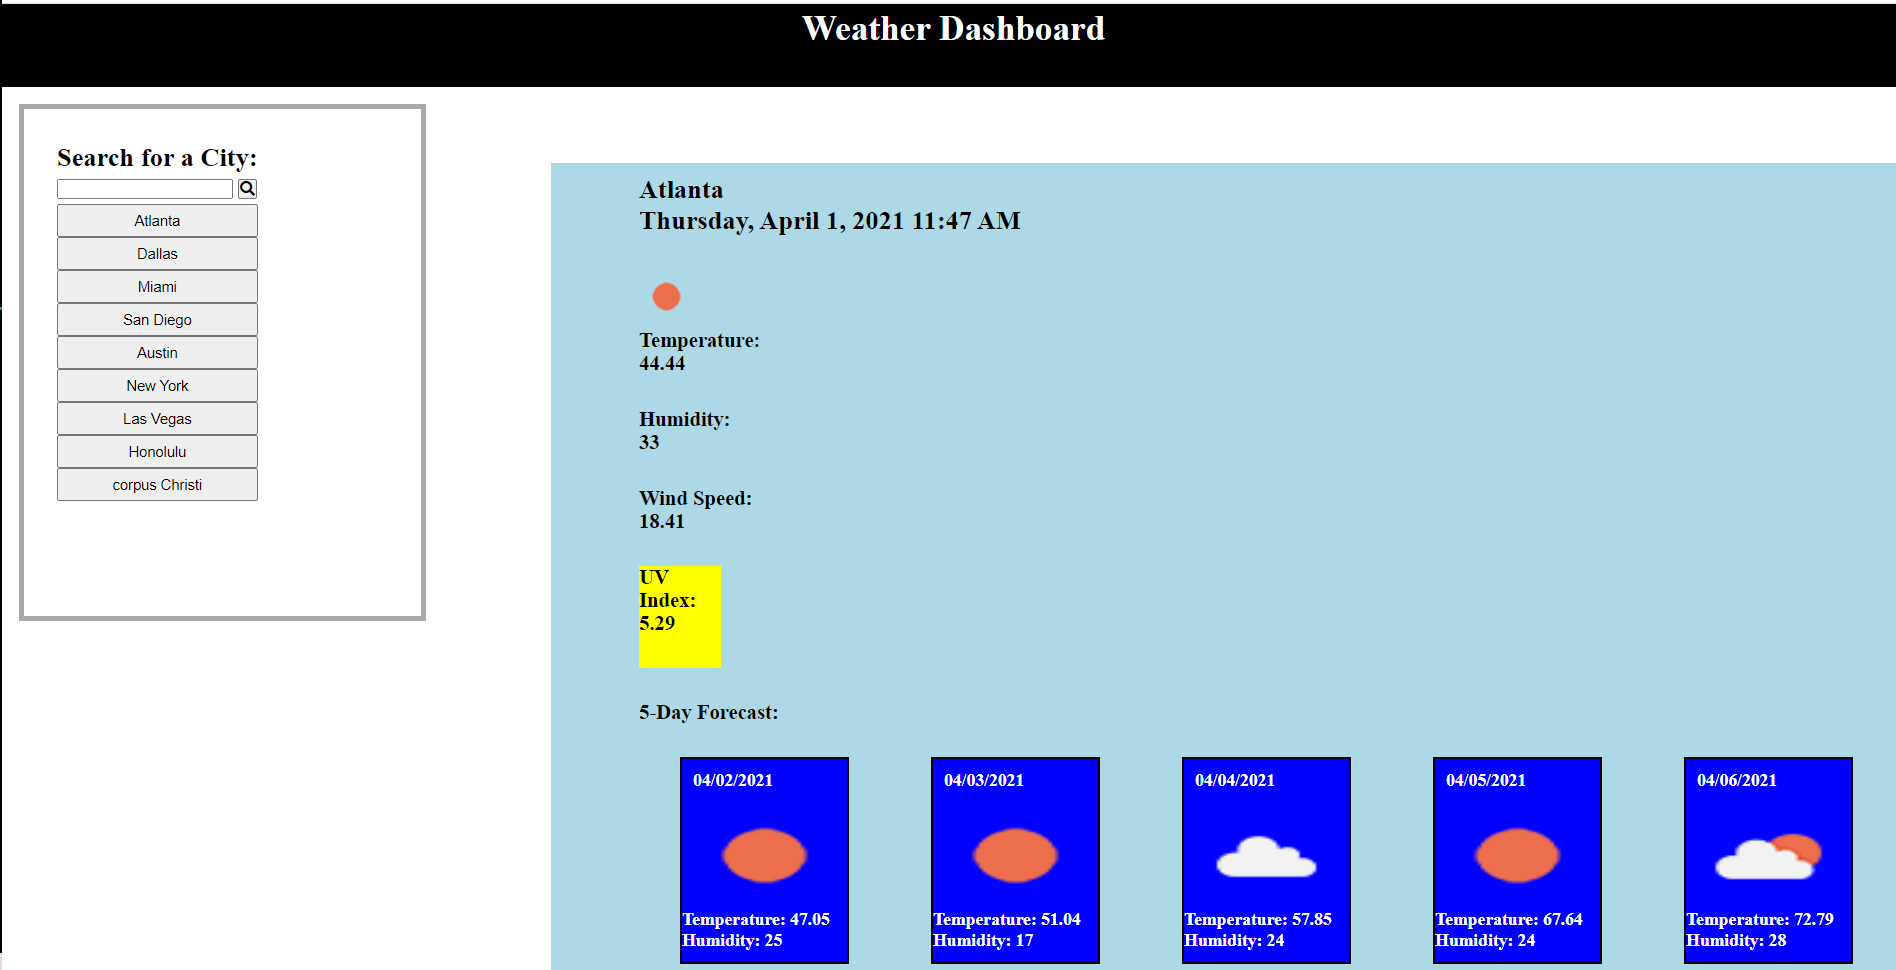 Weather Dashboard
Search for a City:
Atlanta
Dallas
Miami
San Diego
Austin
New York
Las Vegas
Honolulu
corpus Christi
Atlanta
Thursday, April 1, 2021 11:47 AM
Temperature:
44.44
Humidity:
33
Wind Speed:
18.41
UV
Index:
5.29
5-Day Forecast:
04/02/2021
Temperature: 47.05
Humidity: 25
04/03/2021
Temperature: 51.04
Humidity: 17
04/04/2021
Temperature: 57.85
Humidity: 24
04/05/2021
Temperature: 67.64
Humidity: 24
04/06/2021
Temperature: 72.79
Humidity: 28